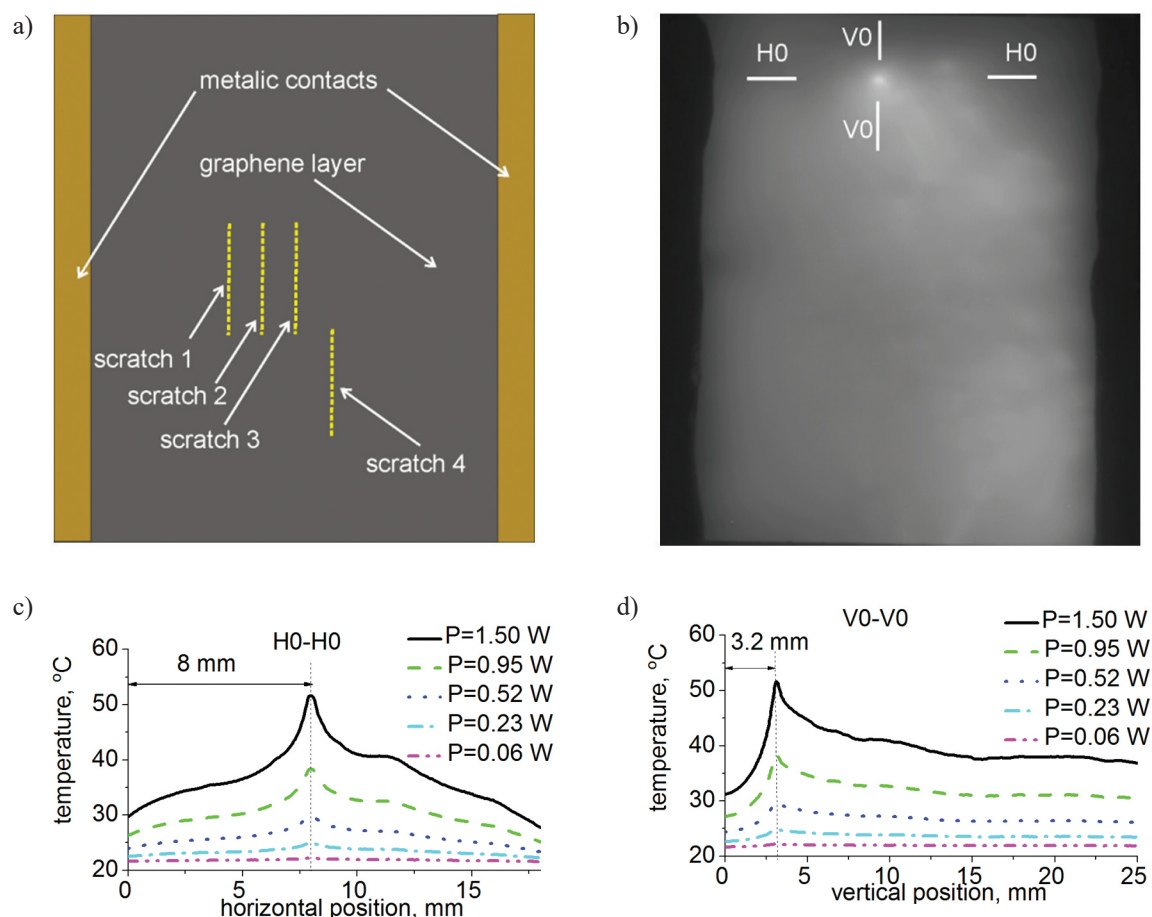 a)
metalic contacts
graphene layer
scratch 1
scratch 2
scratch 3
scratch 4
b)
V0
H0
H0
V0
c)
H0-H0
8 mm
P=1.50 W
P=0.95 W
P=0.52 W
P=0.23 W
P=0.06 W
temperature, °C
60
50
40
30
20
0 5 10 15
horizontal position, mm
d)
V0-V0
3.2 mm
P=1.50 W
P=0.95 W
P=0.52 W
P=0.23 W
P=0.06 W
temperature, °C
60
50
40
30
20
0 5 10 15 20 25
vertical position, mm